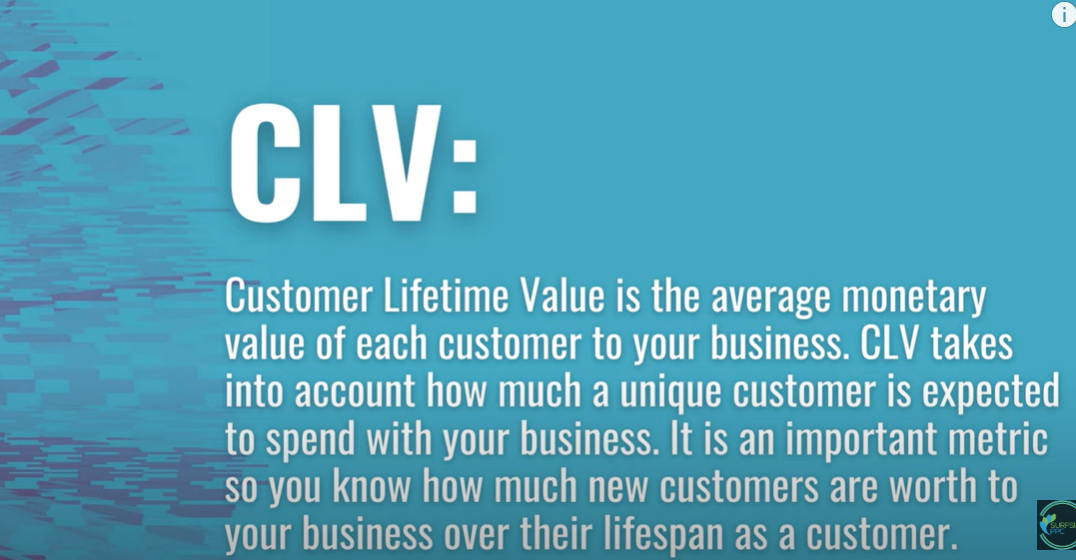 CLV:
Customer Lifetime Value is the average monetary
value of each customer to your business. CLV takes
into account how much a unique customer is expected
to spend with your business. It is an important metric
so you know how much new customers are worth to
your business over their lifespan as a customer.
i
PPC